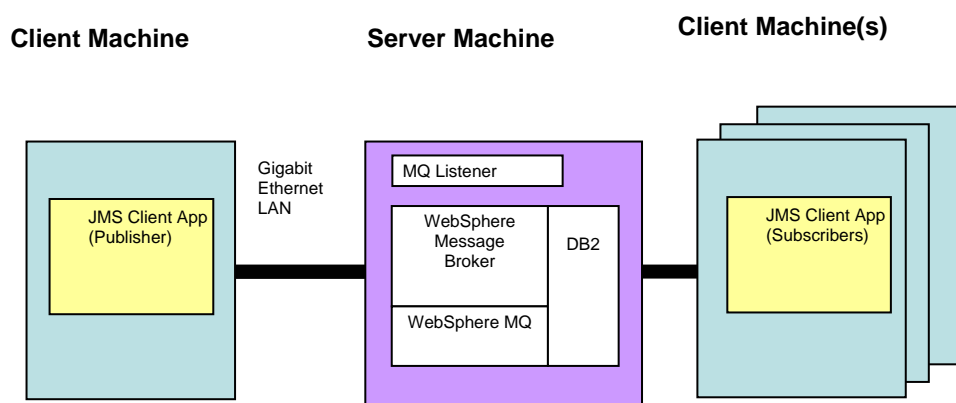 Client Machine
Server Machine
Client Machine(s)
Gigabit
Ethernet
LAN
JMS Client App
(Publisher)
MQ Listener
WebSphere
Message
Broker
DB2
WebSphere MQ
JMS Client App
(Subscribers)